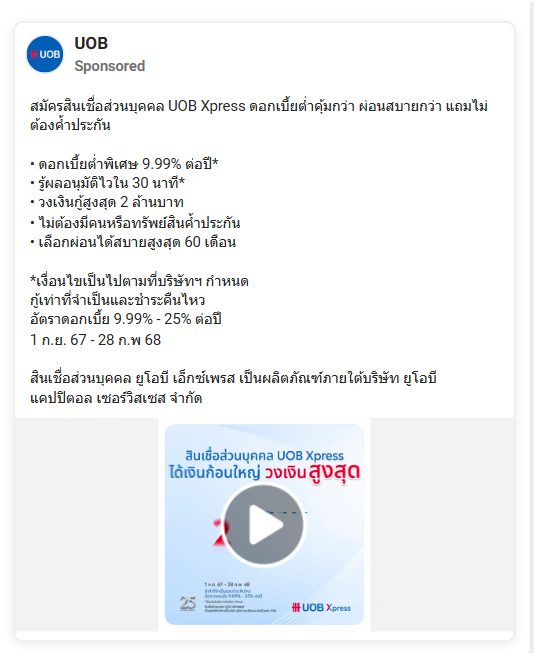 UOB
UOB
Sponsored
สมัครสินเชื่อส่วนบุคคล UOB Xpress ดอกเบี้ยต่ำคุ้มกว่า ผ่อนสบายกว่า แถมไม่
ต้องค้ำประกัน
• ดอกเบี้ยต่ำพิเศษ 9.99% ต่อปี*
• รู้ผลอนุมัติไวใน 30 นาที*
• วงเงินกู้สูงสุด 2 ล้านบาท
• ไม่ต้องมีคนหรือทรัพย์สินค้ำประกัน
• เลือกผ่อนได้สบายสูงสุด 60 เดือน
*เงื่อนไขเป็นไปตามที่บริษัทฯ กำหนด
กู้เท่าที่จำเป็นและชำระคืนไหว
อัตราดอกเบี้ย 9.99% - 25% ต่อปี
1 ก.ย. 67 - 28 ก.พ 68
สินเชื่อส่วนบุคคล ยูโอบี เอ็กซ์เพรส เป็นผลิตภัณฑ์ภายใต้บริษัท ยูโอบี
แคปปิตอล เซอร์วิสเซส จำกัด
สินเชื่อส่วนบุคคล UOB Xpress
ได้เงินก้อนใหญ่ วงเงินสูงสุด
2
1 ก.ย. 67 - 28 ก.พ. 68
25
UOB Xpress